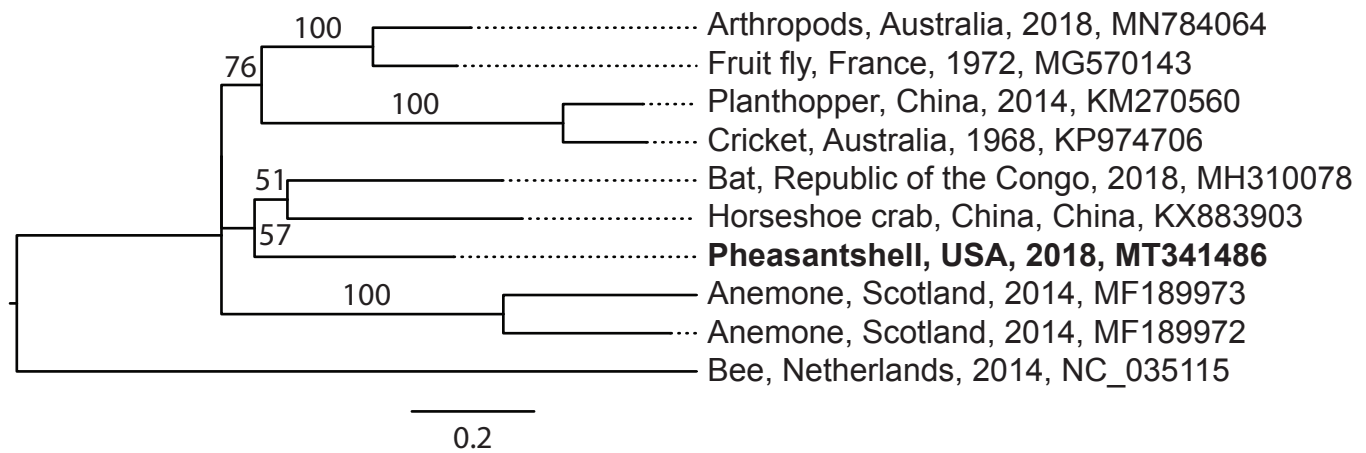 100
Arthropods, Australia, 2018, MN784064
Fruit fly, France, 1972, MG570143
76
100
Planthopper, China, 2014, KM270560
Cricket, Australia, 1968, KP974706
51
Bat, Republic of the Congo, 2018, MH310078
Horseshoe crab, China, China, KX883903
57
Pheasantshell, USA, 2018, MT341486
100
Anemone, Scotland, 2014, MF189973
Anemone, Scotland, 2014, MF189972
Bee, Netherlands, 2014, NC_035115
0.2